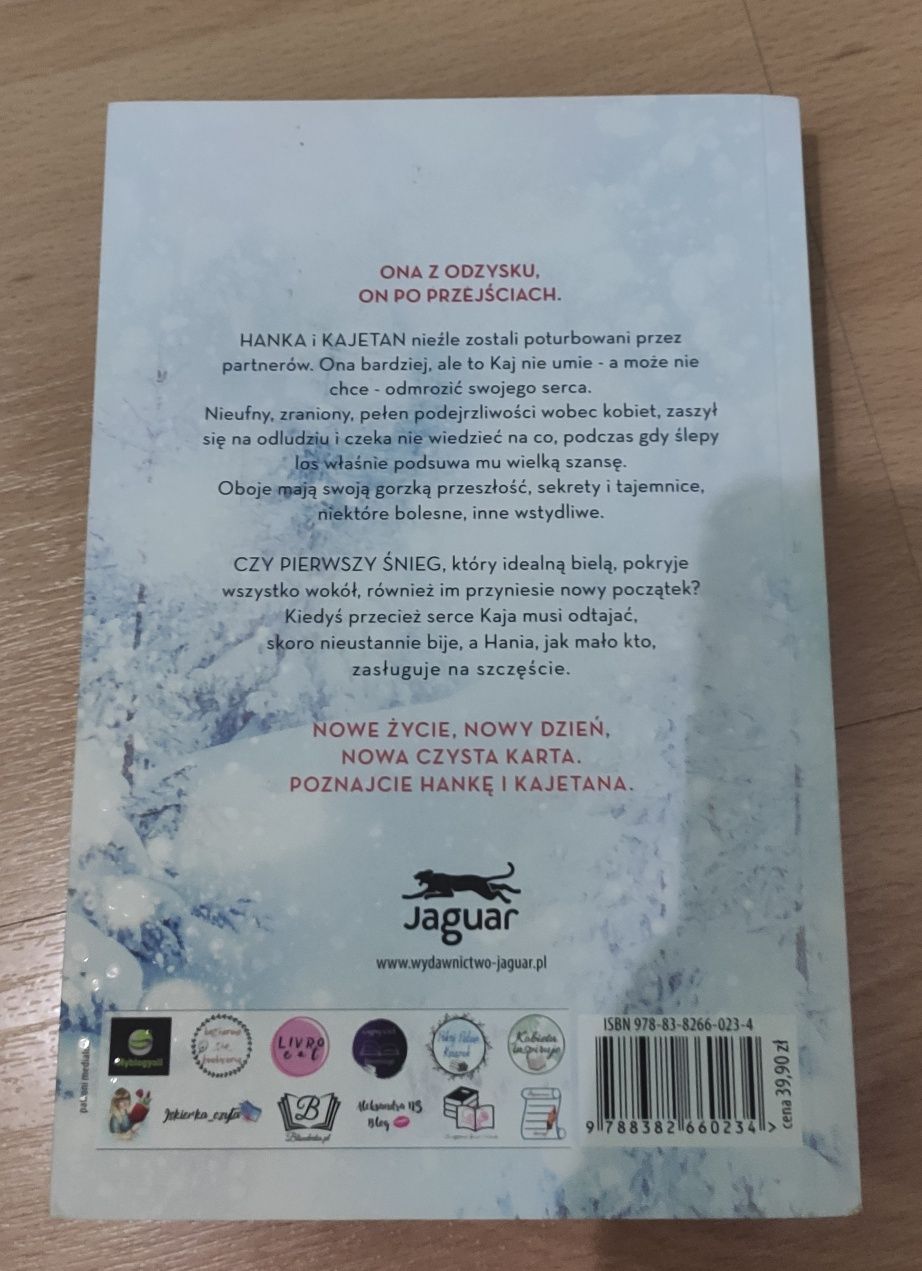 ONA Z ODZYSKU,
ON PO PRZEJŚCIACH.
HANKA i KAJETAN nieźle zostali poturbowani przez
partnerów. Ona bardziej, ale to Kaj nie umie - a może nie
chce - odmrozić swojego serca.
Nieufny, zraniony, pełen podejrzliwości wobec kobiet, zaszył
się na odludziu i czeka nie wiedzieć na co, podczas gdy ślepy
los właśnie podsuwa mu wielką szansę.
Oboje mają swoją gorzką przeszłość, sekrety i tajemnice,
niektóre bolesne, inne wstydliwe.
CZY PIERWSZY ŚNIEG, który idealną bielą, pokryje
wszystko wokół, również im przyniesie nowy początek?
Kiedyś przecież serce Kaja musi odtajać,
skoro nieustannie bije, a Hania, jak mało kto,
zasługuje na szczęście.
NOWE ŻYCIE, NOWY DZIEŃ,
NOWA CZYSTA KARTA.
POZNAJCIE HANKĘ I KAJETANA.
Jaguar
www.wydawnictwo-jaguar.pl
LIVRO
Kobieta
inspiruje
Iskierka_czyta
B
Aleksandra NB
Blog
ISBN 978-83-8266-023-4
9 788382 660234 >
cena 39,90 zł